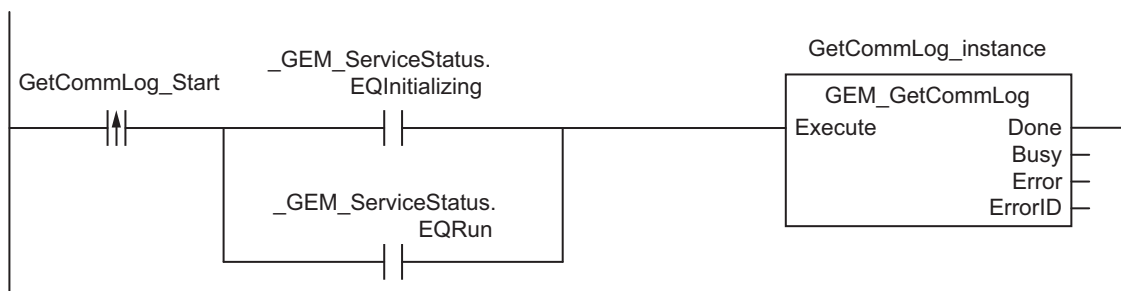 GetCommLog_instance
_GEM_ServiceStatus.
EQInitializing
GetCommLog_Start
GEM_GetCommLog
Execute Done
Busy
Error
ErrorID
_GEM_ServiceStatus.
EQRun